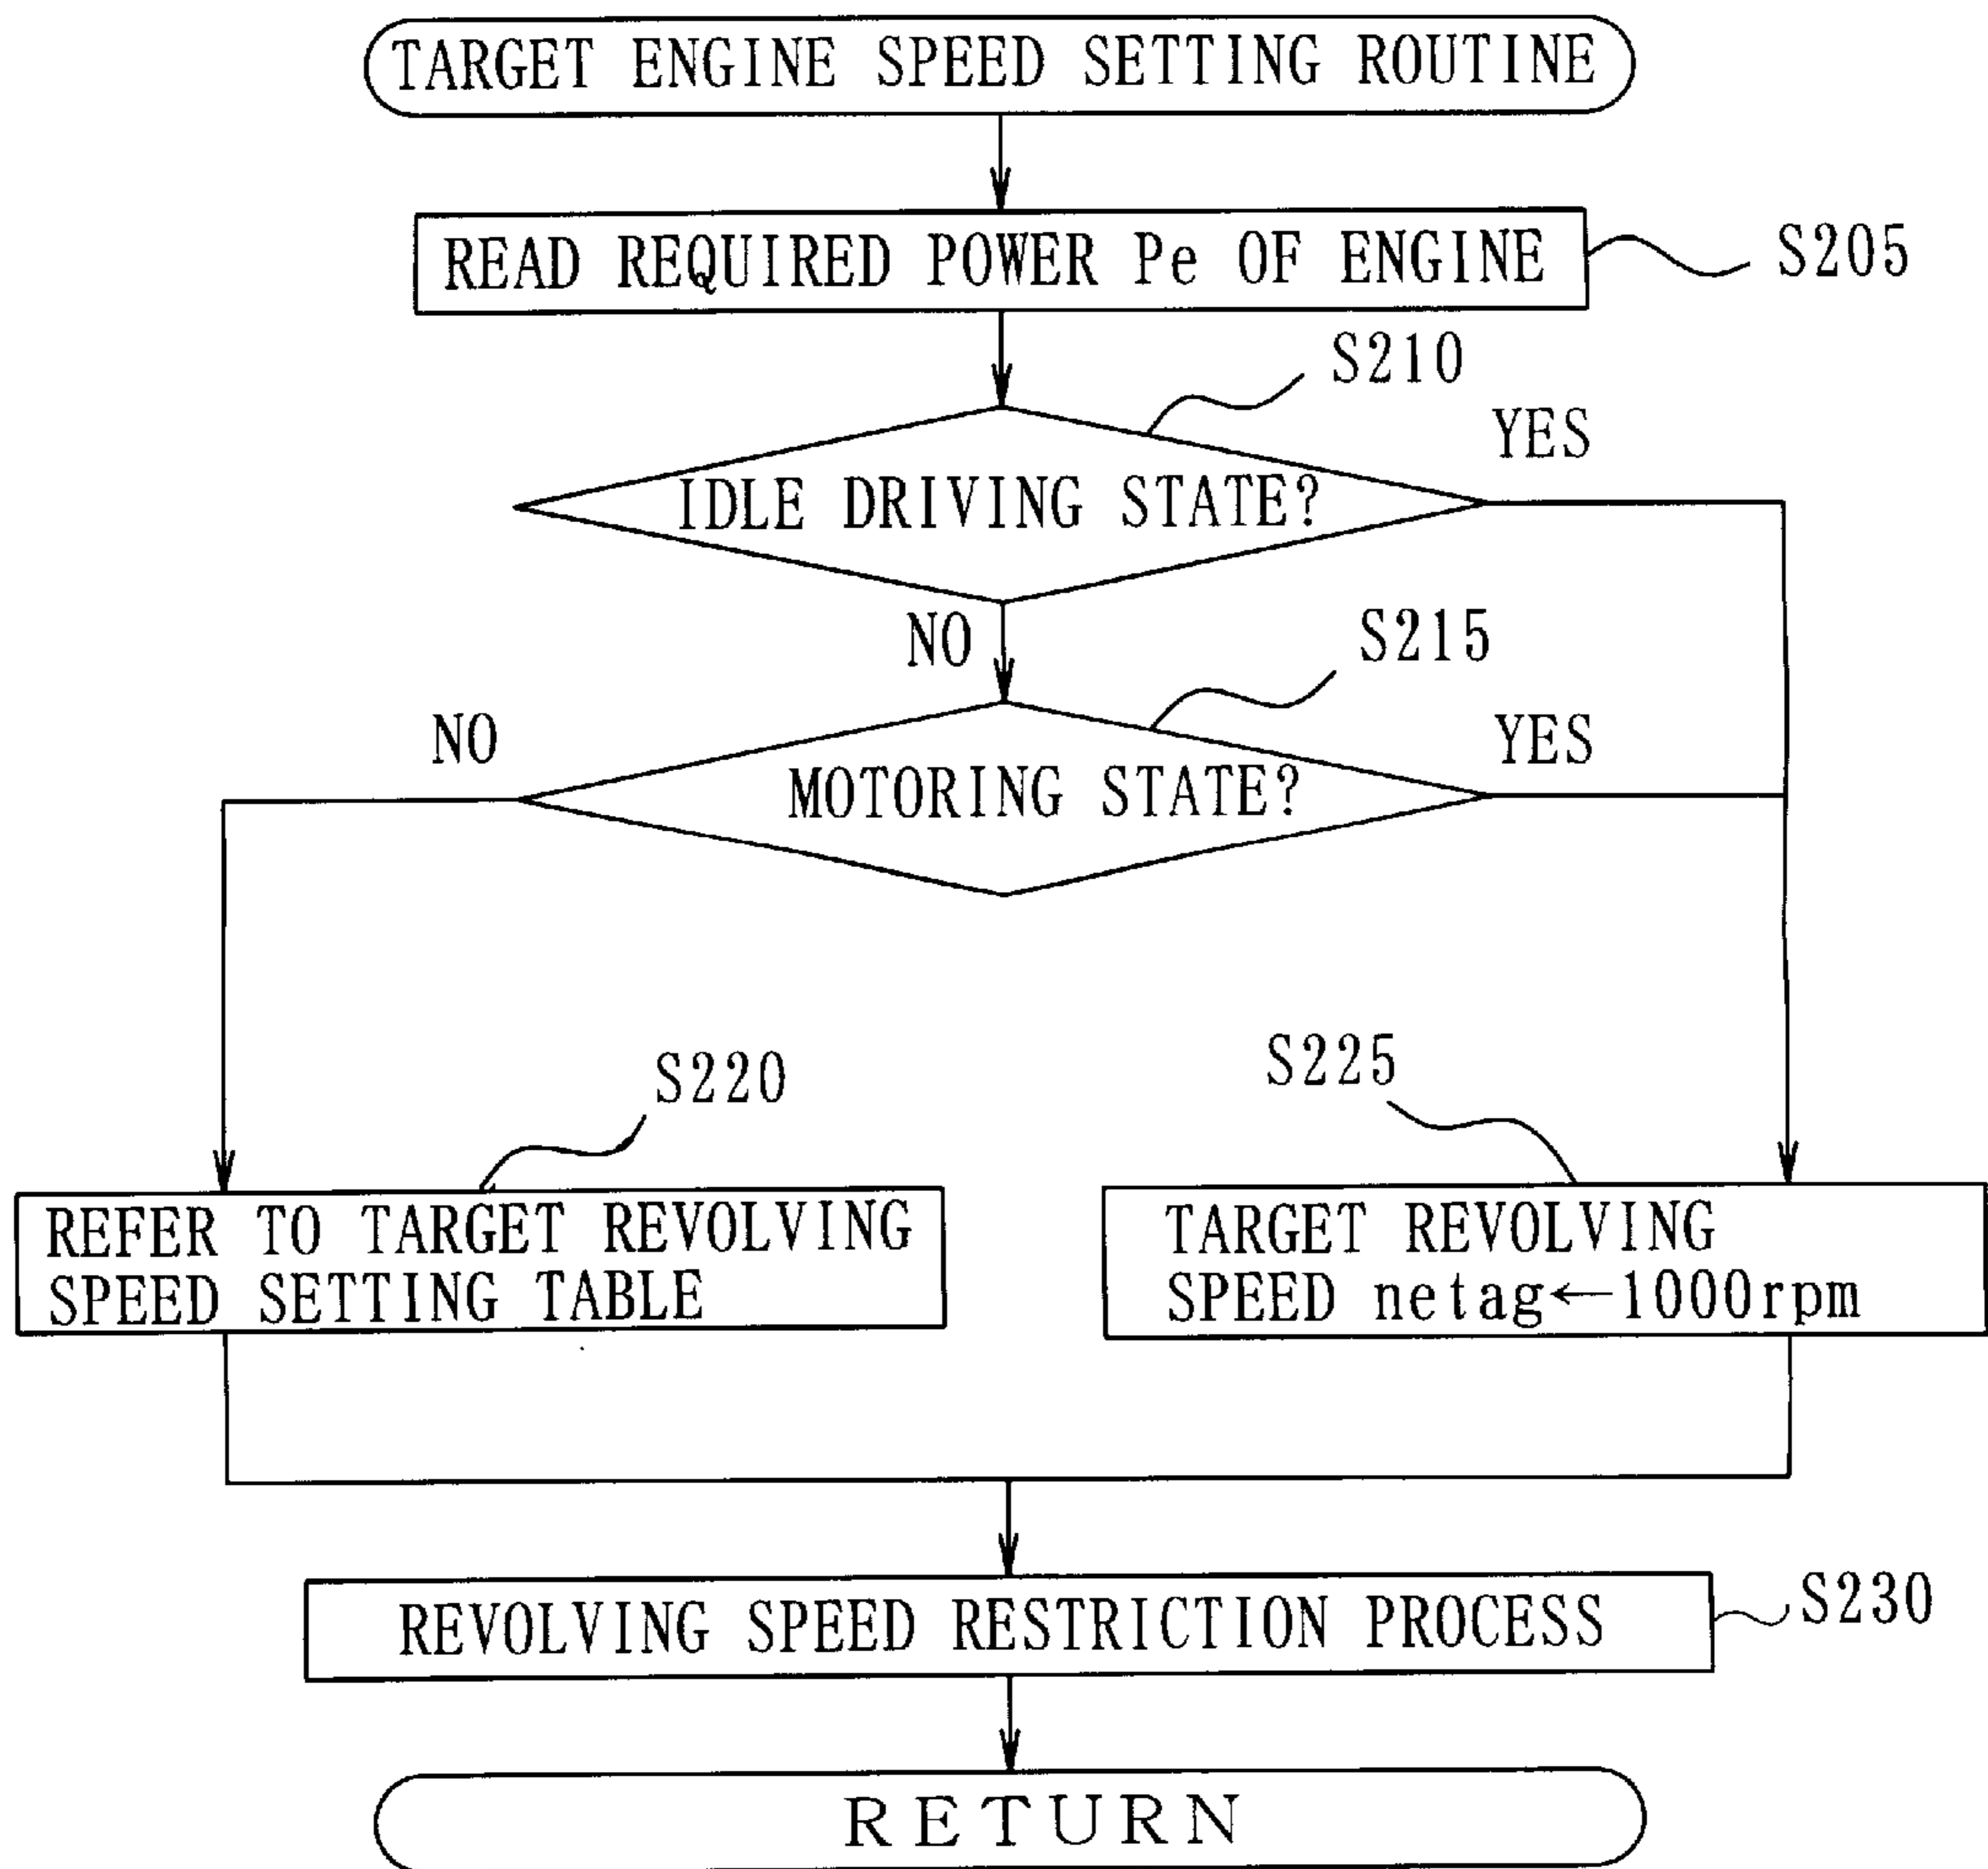 TARGET ENGINE SPEED SETTING ROUTINE
READ REQUIRED POWER Pe OF ENGINE
S205
S210
YES
IDLE DRIVING STATE?
NO
S215
NO
YES
MOTORING STATE?
S220
S225
REFER TO TARGET REVOLVING
SPEED SETTING TABLE
TARGET REVOLVING
SPEED netag←1000rpm
REVOLVING SPEED RESTRICTION PROCESS
S230
RETURN